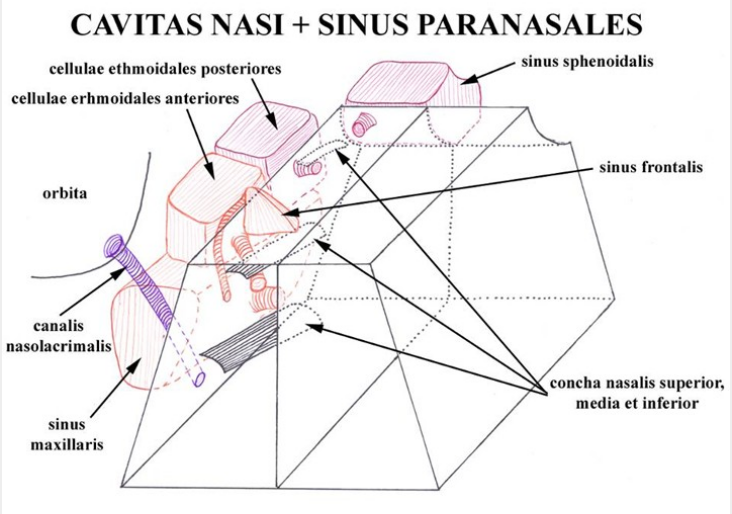 CAVITAS NASI + SINUS PARANASALES
cellulae ethmoidales posteriores
sinus sphenoidalis
cellulae erhmoidales anteriores
sinus frontalis
orbita
canalis
nasolacrimalis
concha nasalis superior,
media et inferior
sinus
maxillaris